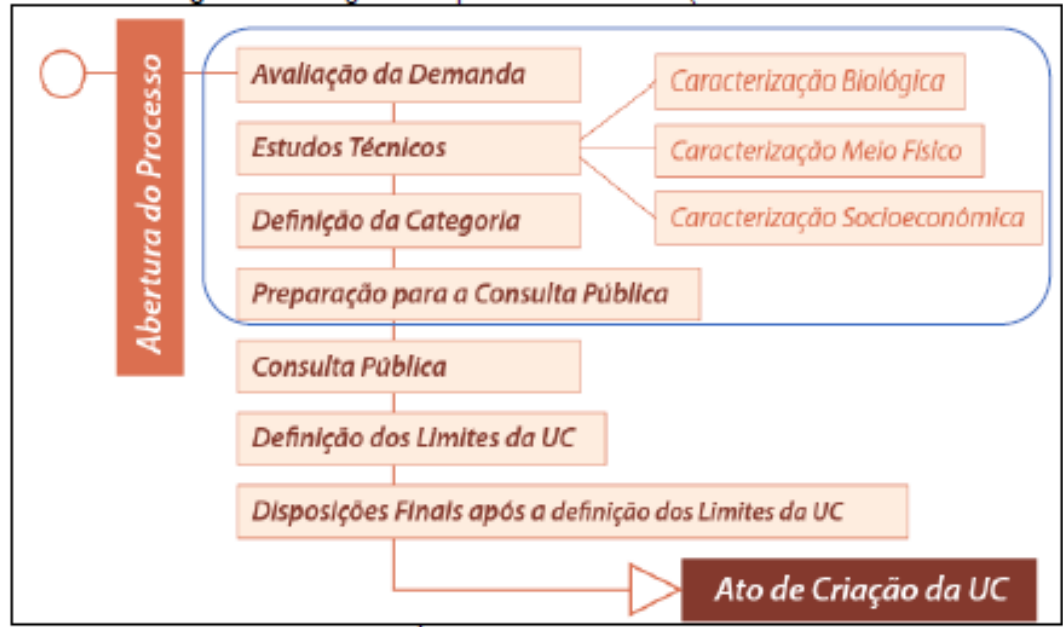 Abertura do Processo
Avaliação da Demanda
Estudos Técnicos
Caracterização Biológica
Caracterização Meio Físico
Caracterização Socioeconômica
Definição da Categoria
Preparação para a Consulta Pública
Consulta Pública
Definição dos Limites da UC
Disposições Finais após a definição dos Limites da UC
Ato de Criação da UC